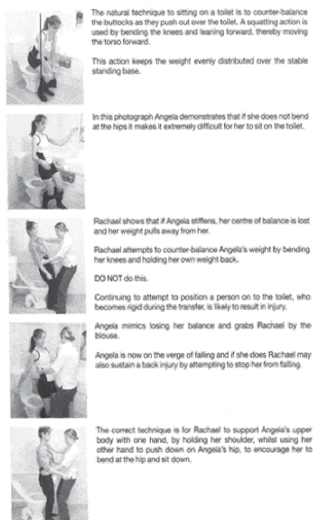 The natural technique to sitting on a toilet is to counter-balance
the buttocks as they push out over the toilet. A squatting action is
used by bending the knees and leaning forward, thereby moving
the torso forward.
This action keeps the weight evenly distributed over the stable
standing base.
In this photograph Angela demonstrates that if she does not bend
at the hips it makes it extremely difficult for her to sit on the toilet.
Rachael shows that if Angela stiffens, her centre of balance is lost
and her weight pulls away from her.
Rachael attempts to counter-balance Angela's weight by bending
her knees and holding her own weight back.
DO NOT do this.
Continuing to attempt to position a person on to the toilet, who
becomes rigid during the transfer, is likely to result in injury.
Angela mimics losing her balance and grabs Rachael by the
blouse.
Angela is now on the verge of falling and if she does Rachael may
also sustain a back injury by attempting to stop her from falling.
The correct technique is for Rachael to support Angela's upper
body with one hand, by holding her shoulder, whilst using her
other hand to push down on Angela's hip, to encourage her to
bend at the hip and sit down.